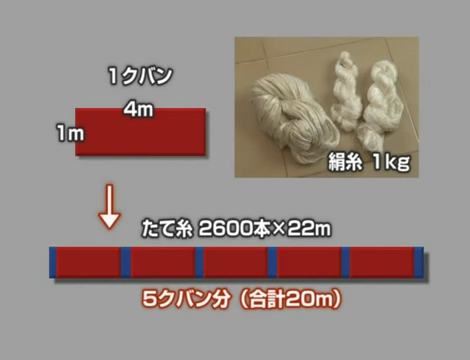 1クバン
4m
1m
絹糸 1kg
たて糸 2600本×22m
5クバン分（合計20m）